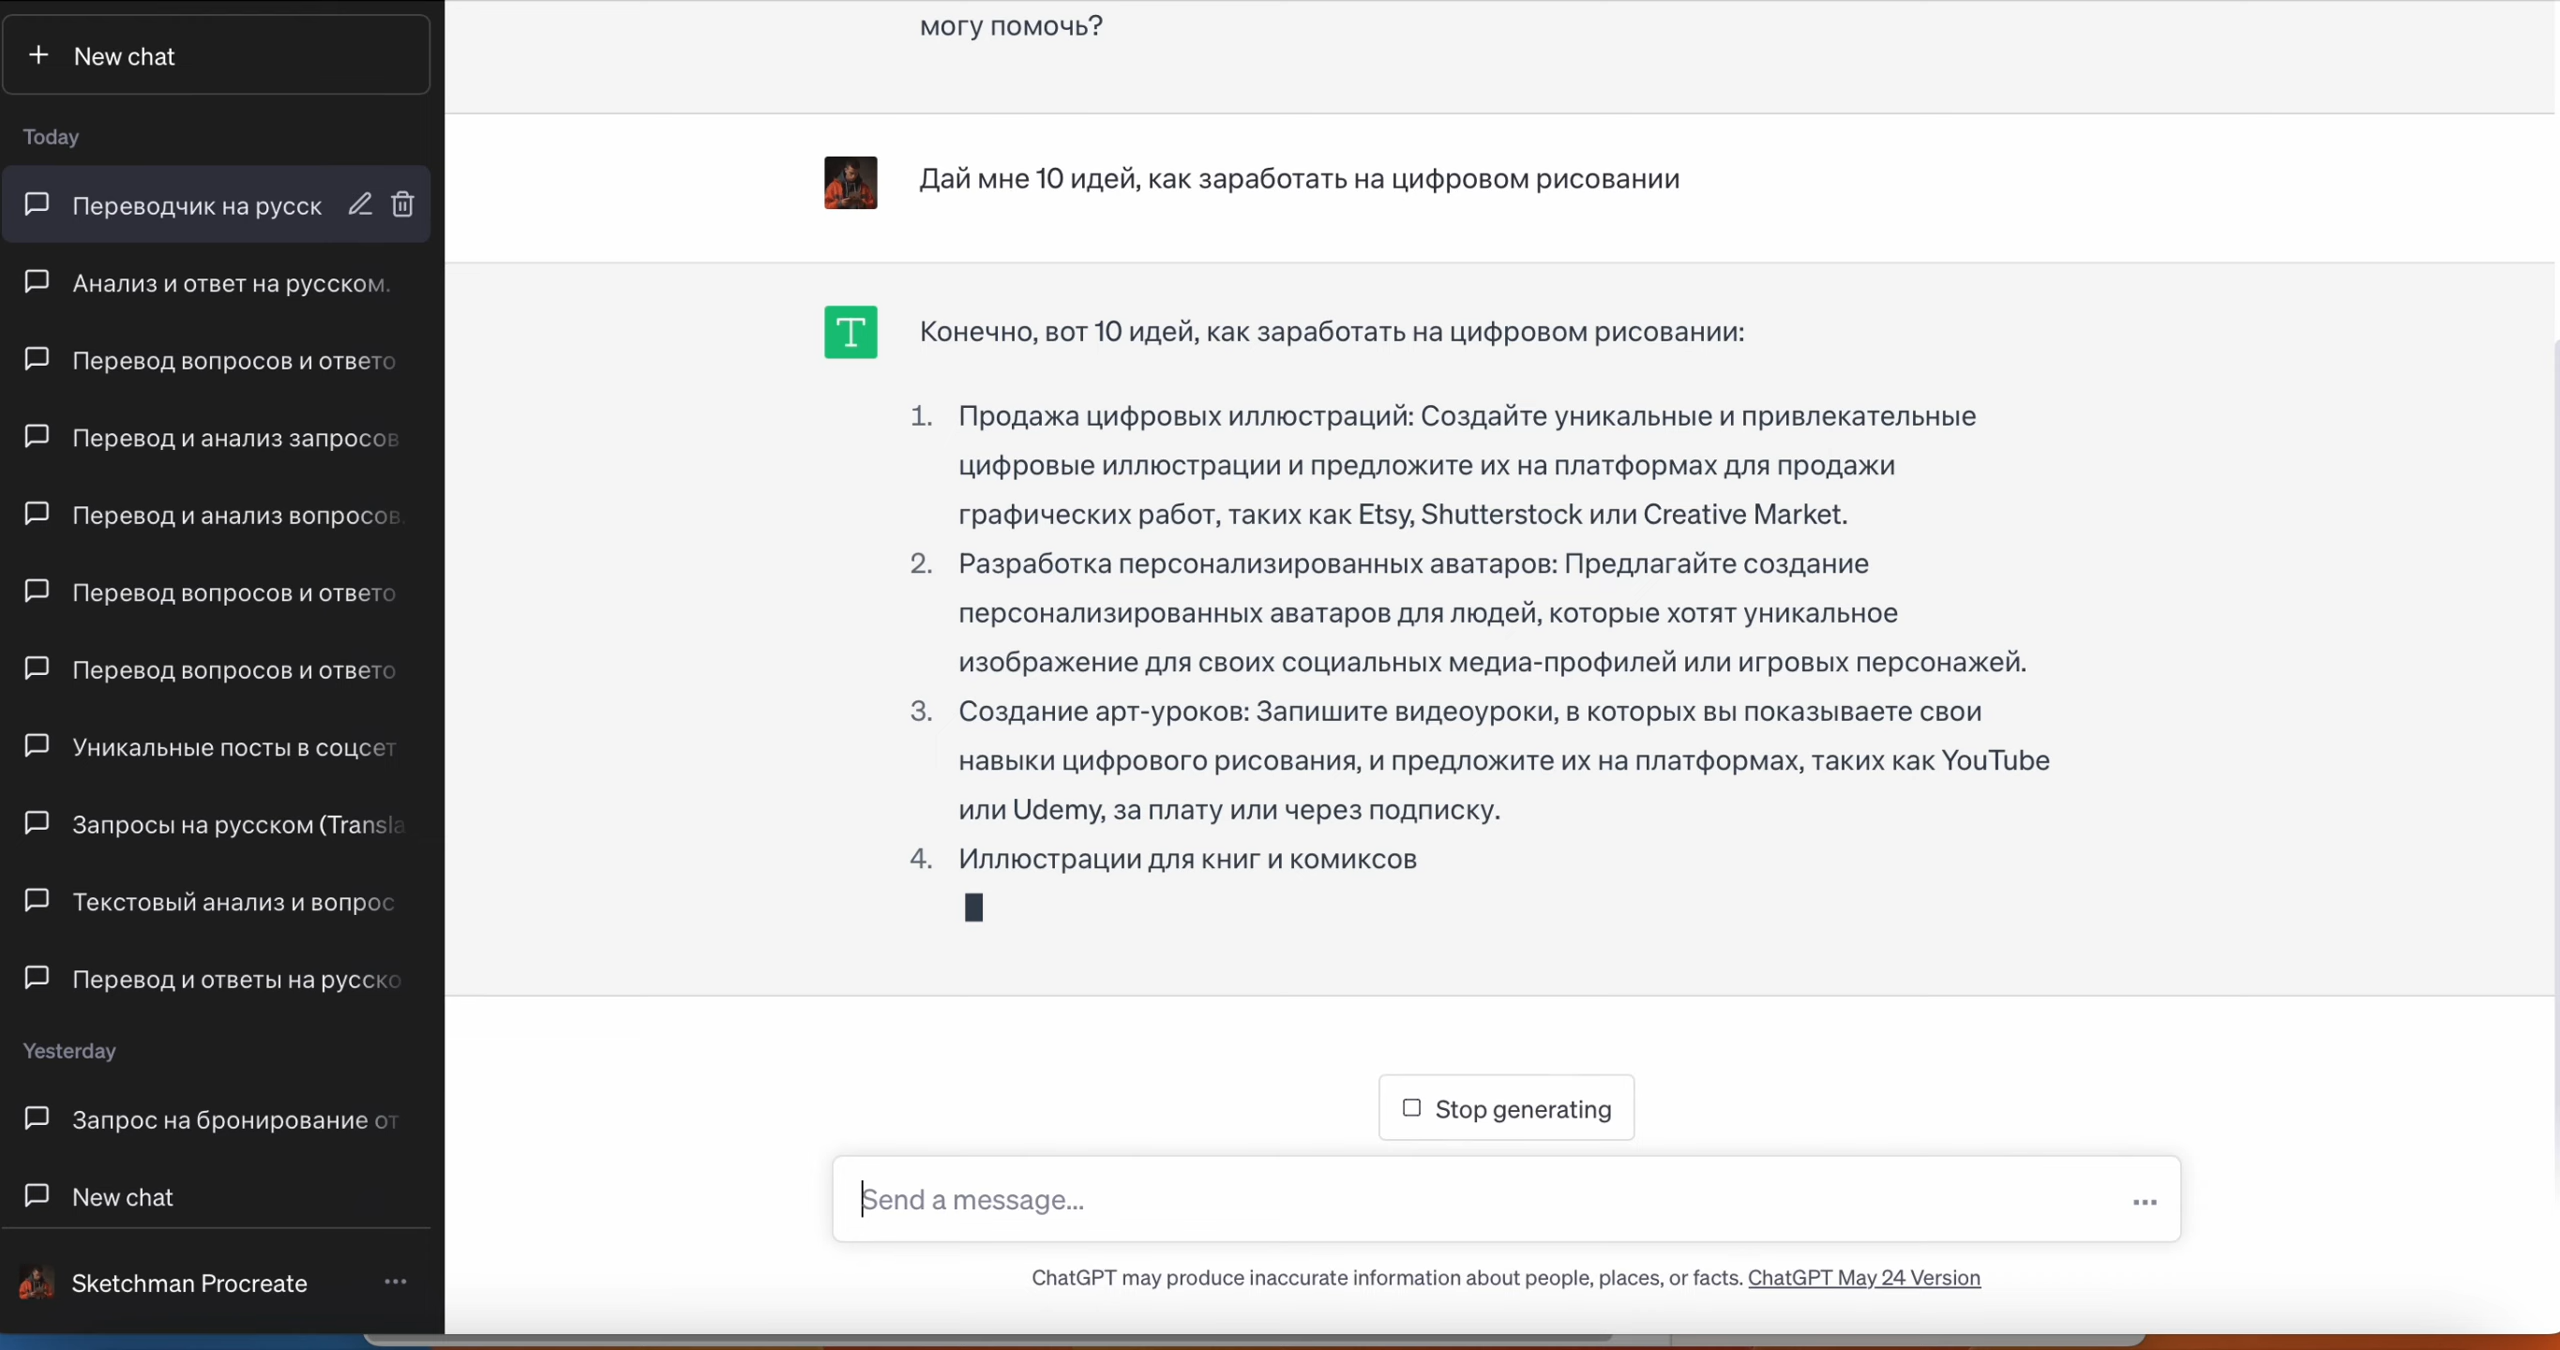 New chat
Today
Переводчик на русск
Анализ и ответ на русском.
Перевод вопросов и ответо
Перевод и анализ запросов
Перевод и анализ вопросов.
Перевод вопросов и ответо
Перевод вопросов и ответо
Уникальные посты в соцсет
Запросы на русском (Transla
Текстовый анализ и вопрос
Перевод и ответы на русско
Yesterday
Запрос на бронирование от
New chat
Sketchman Procreate
могу помочь?
Дай мне 10 идей, как заработать на цифровом рисовании
T
Конечно, вот 10 идей, как заработать на цифровом рисовании:
1. Продажа цифровых иллюстраций: Создайте уникальные и привлекательные
цифровые иллюстрации и предложите их на платформах для продажи
графических работ, таких как Etsy, Shutterstock или Creative Market.
2. Разработка персонализированных аватаров: Предлагайте создание
персонализированных аватаров для людей, которые хотят уникальное
изображение для своих социальных медиа-профилей или игровых персонажей.
3. Создание арт-уроков: Запишите видеоуроки, в которых вы показываете свои
навыки цифрового рисования, и предложите их на платформах, таких как YouTube
или Udemy, за плату или через подписку.
4. Иллюстрации для книг и комиксов
Stop generating
Send a message...
ChatGPT may produce inaccurate information about people, places, or facts. ChatGPT May 24 Version